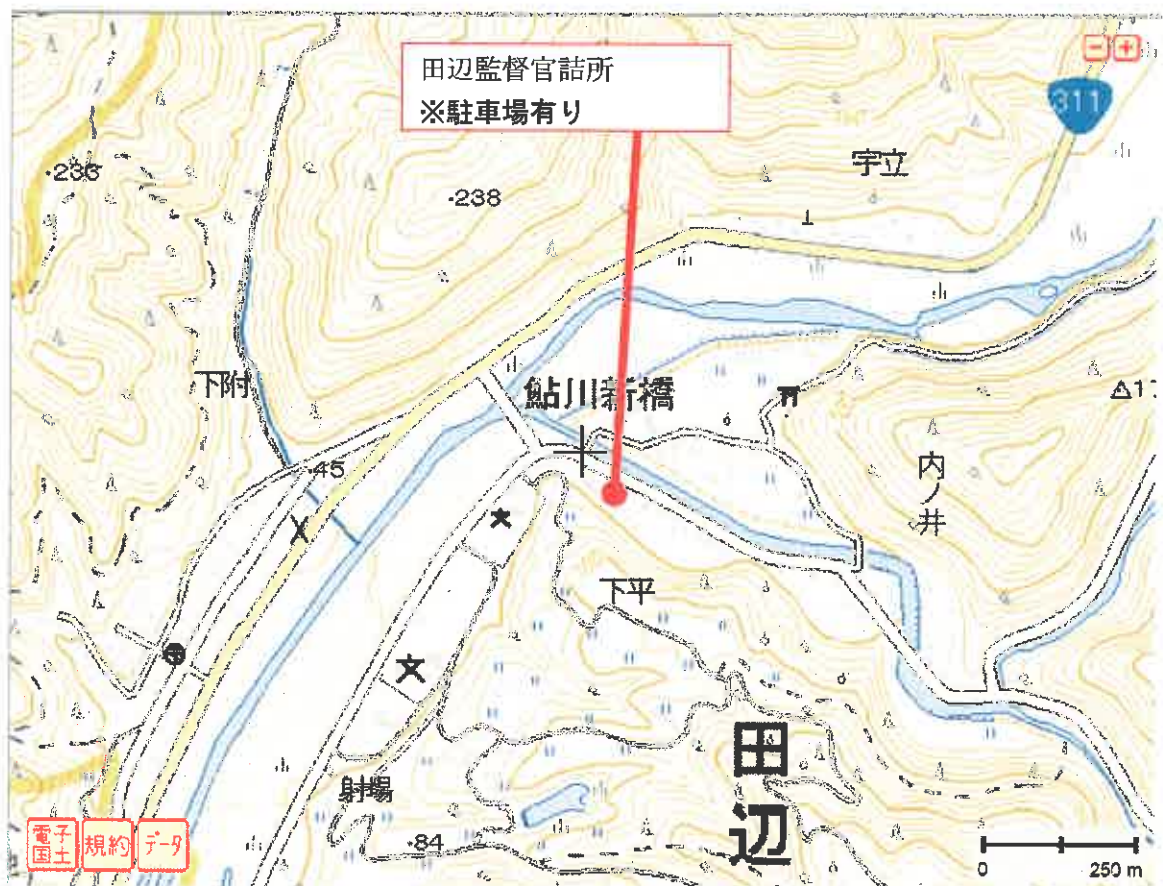 田辺監督官詰所
※駐車場有り
311
宇立
·236
·238
下附
鮎川新橋
△17
·45
内ノ井
下平
田辺
射場
·84
電子国土
規約
データ
0
250 m